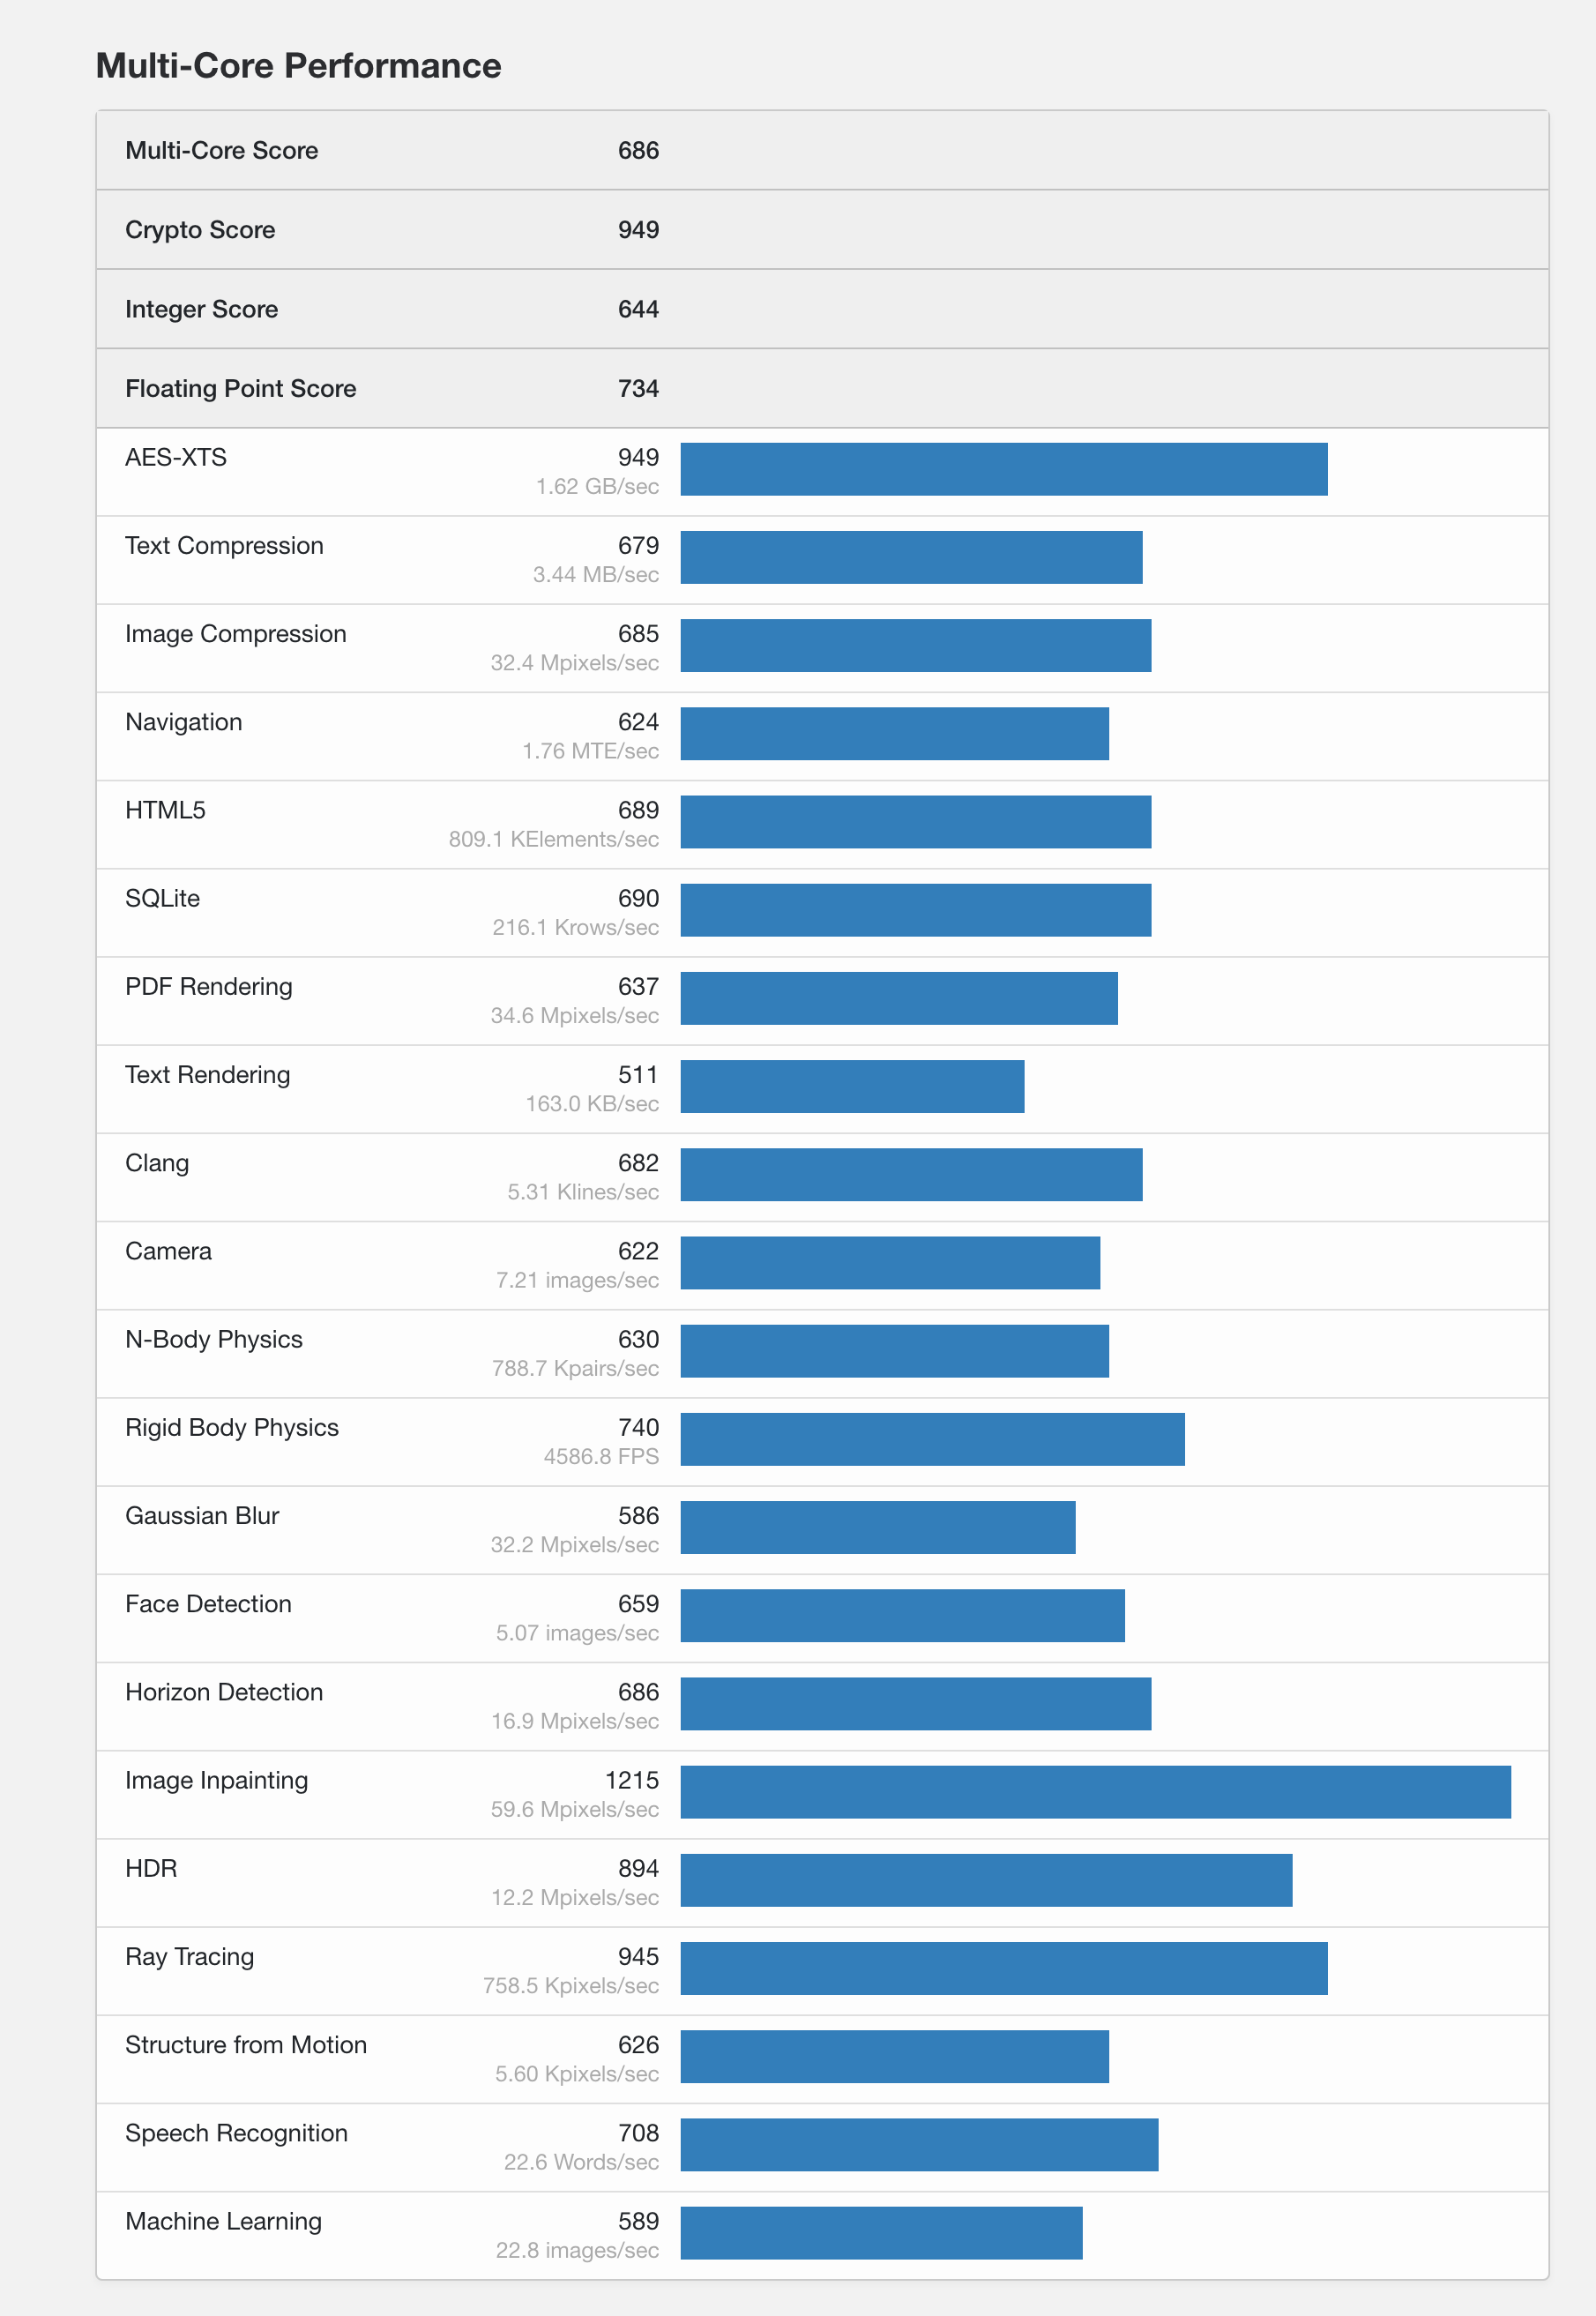 Multi-Core Performance
Multi-Core Score 686
Crypto Score 949
Integer Score 644
Floating Point Score 734
AES-XTS 949
1.62 GB/sec
Text Compression 679
3.44 MB/sec
Image Compression 685
32.4 Mpixels/sec
Navigation 624
1.76 MTE/sec
HTML5 689
809.1 KElements/sec
SQLite 690
216.1 Krows/sec
PDF Rendering 637
34.6 Mpixels/sec
Text Rendering 511
163.0 KB/sec
Clang 682
5.31 Klines/sec
Camera 622
7.21 images/sec
N-Body Physics 630
788.7 Kpairs/sec
Rigid Body Physics 740
4586.8 FPS
Gaussian Blur 586
32.2 Mpixels/sec
Face Detection 659
5.07 images/sec
Horizon Detection 686
16.9 Mpixels/sec
Image Inpainting 1215
59.6 Mpixels/sec
HDR 894
12.2 Mpixels/sec
Ray Tracing 945
758.5 Kpixels/sec
Structure from Motion 626
5.60 Kpixels/sec
Speech Recognition 708
22.6 Words/sec
Machine Learning 589
22.8 images/sec